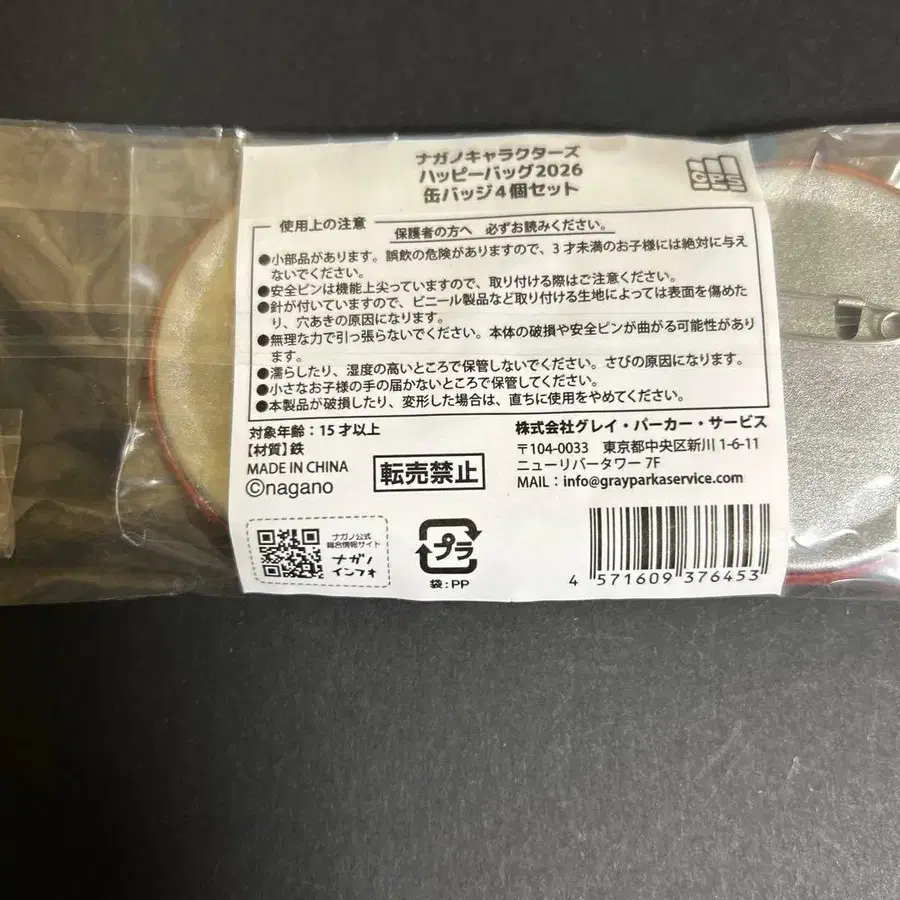 ナガノキャラクターズ
ハッピーバッグ2026
缶バッジ4個セット
GPS
使用上の注意
保護者の方へ 必ずお読みください。
●小部品があります。誤飲の危険がありますので、3才未満のお子様には絶対に与え
ないでください。
●安全ピンは機能上尖っていますので、取り付ける際はご注意ください。
●針が付いていますので、ビニール製品など取り付ける生地によっては表面を傷めた
り、穴あきの原因になります。
●無理な力で引っ張らないでください。本体の破損や安全ピンが曲がる可能性があり
ます。
●濡らしたり、湿度の高いところで保管しないでください。さびの原因になります。
●小さなお子様の手の届かないところで保管してください。
●本製品が破損したり、変形した場合は、直ちに使用をやめてください。
対象年齢：15才以上
【材質】鉄
MADE IN CHINA
©nagano
転売禁止
株式会社グレイ・パーカー・サービス
〒104-0033 東京都中央区新川1-6-11
ニューリバータワー 7F
MAIL：info@grayparkaservice.com
ナガノ公式
総合情報サイト
ナガノ
インフォ
プラ
袋：PP
4 571609 376453